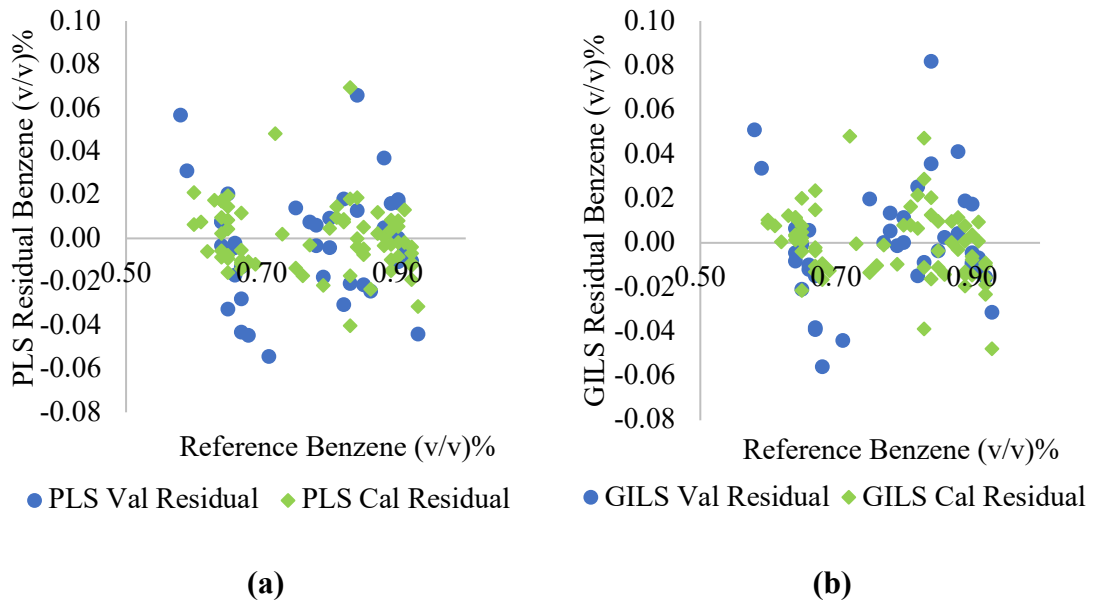 PLS Residual Benzene (v/v)%
0.10
0.08
0.06
0.04
0.02
0.00
-0.02
-0.04
-0.06
-0.08
0.50 0.70 0.90
Reference Benzene (v/v)%
PLS Val Residual PLS Cal Residual
(a)
GILS Residual Benzene (v/v)%
0.10
0.08
0.06
0.04
0.02
0.00
-0.02
-0.04
-0.06
-0.08
0.50 0.70 0.90
Reference Benzene (v/v)%
GILS Val Residual GILS Cal Residual
(b)